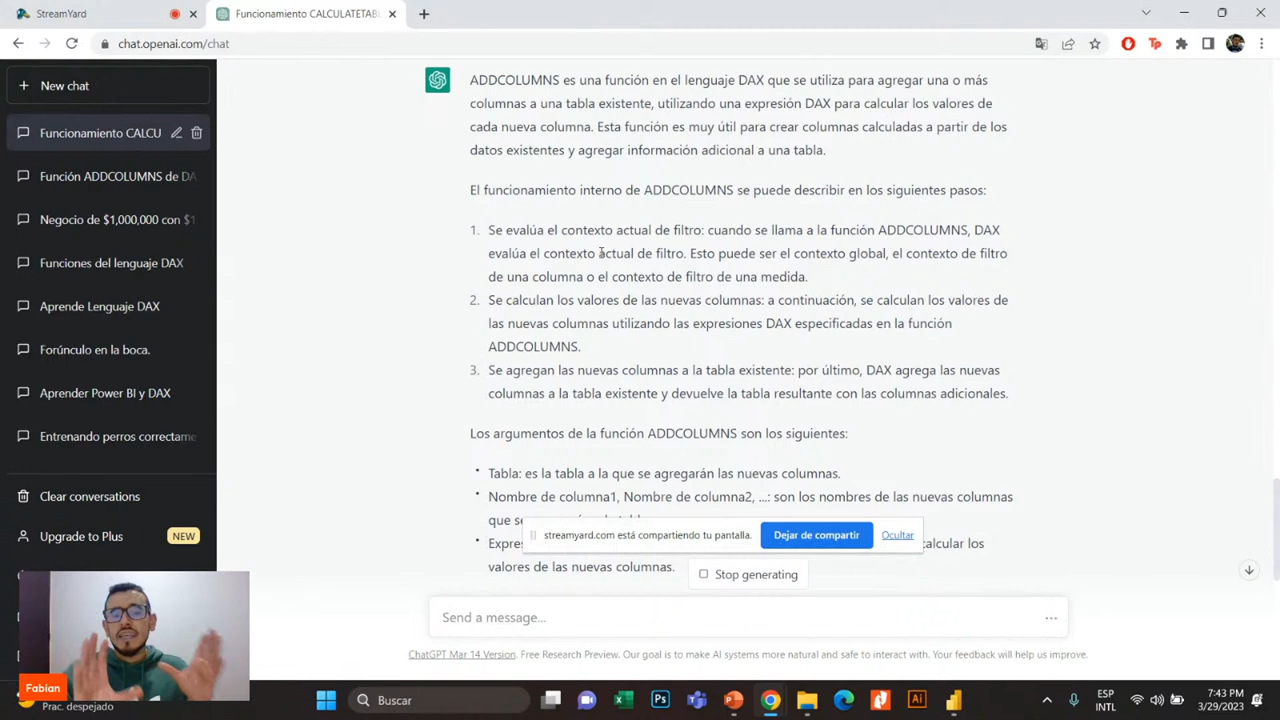 StreamYard
Funcionamiento CALCULATETAB
chat.openai.com/chat
New chat
Funcionamiento CALCU
Función ADDCOLUMNS de DA
Negocio de $1,000,000 con $1
Funciones del lenguaje DAX
Aprende Lenguaje DAX
Forúnculo en la boca.
Aprender Power BI y DAX
Entrenando perros correctame
Clear conversations
Upgrade to Plus NEW
ADDCOLUMNS es una función en el lenguaje DAX que se utiliza para agregar una o más
columnas a una tabla existente, utilizando una expresión DAX para calcular los valores de
cada nueva columna. Esta función es muy útil para crear columnas calculadas a partir de los
datos existentes y agregar información adicional a una tabla.
El funcionamiento interno de ADDCOLUMNS se puede describir en los siguientes pasos:
1. Se evalúa el contexto actual de filtro: cuando se llama a la función ADDCOLUMNS, DAX
evalúa el contexto actual de filtro. Esto puede ser el contexto global, el contexto de filtro
de una columna o el contexto de filtro de una medida.
2. Se calculan los valores de las nuevas columnas: a continuación, se calculan los valores de
las nuevas columnas utilizando las expresiones DAX especificadas en la función
ADDCOLUMNS.
3. Se agregan las nuevas columnas a la tabla existente: por último, DAX agrega las nuevas
columnas a la tabla existente y devuelve la tabla resultante con las columnas adicionales.
Los argumentos de la función ADDCOLUMNS son los siguientes:
• Tabla: es la tabla a la que se agregarán las nuevas columnas.
• Nombre de columna1, Nombre de columna2, ...: son los nombres de las nuevas columnas
que se
streamyard.com está compartiendo tu pantalla. Dejar de compartir Ocultar
• Expres calcular los
valores de las nuevas columnas.
Stop generating
Send a message...
ChatGPT Mar 14 Version. Free Research Preview. Our goal is to make AI systems more natural and safe to interact with. Your feedback will help us improve.
Fabian
Prac. despejado
Buscar
ESP
INTL
7:43 PM
3/29/2023